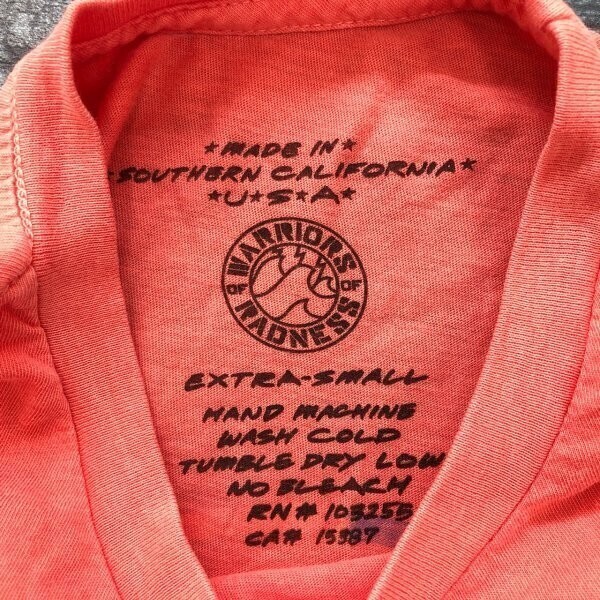 *MADE IN*
*SOUTHERN CALIFORNIA*
*U*S*A*
WARRIORS
OF OF
RADNESS
EXTRA-SMALL
HAND MACHINE
WASH COLD
TUMBLE DRY LOW
NO BLEACH
RN# 103255
CA# 15387